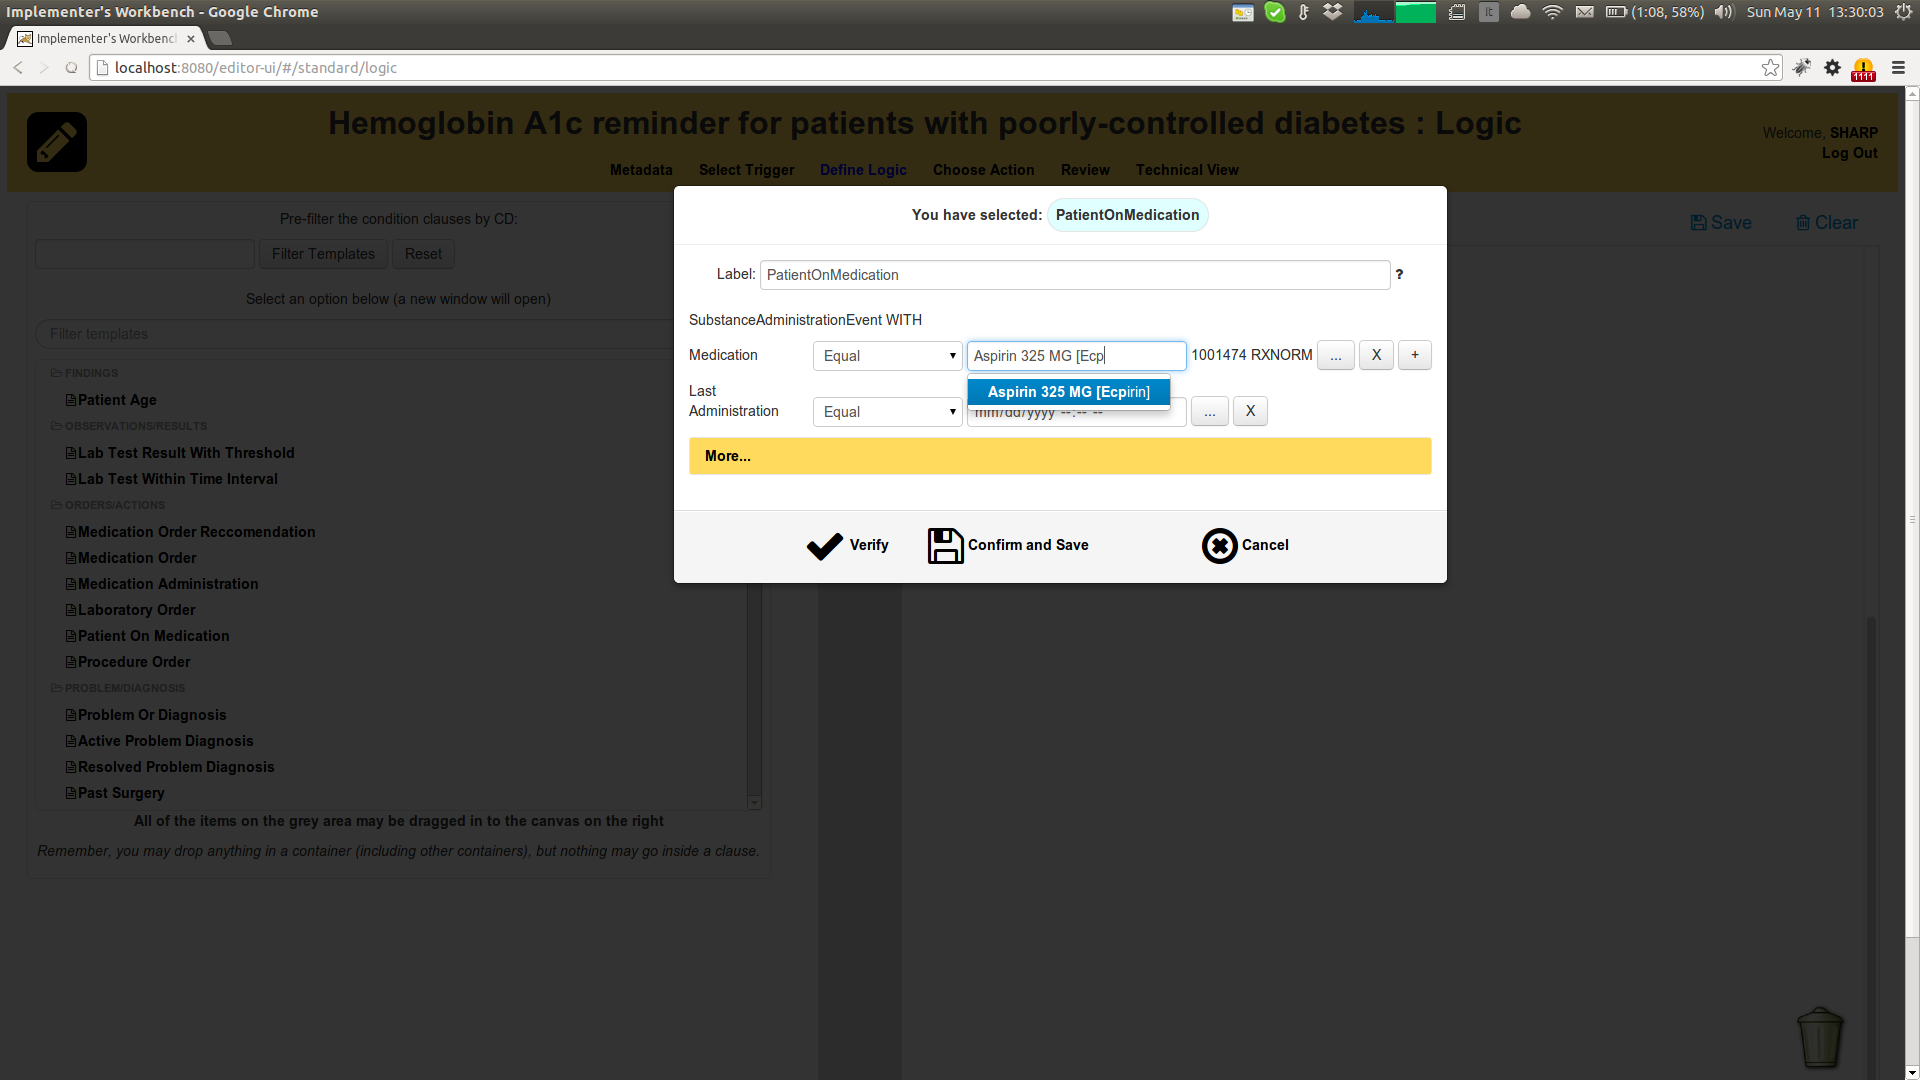 Implementer's Workbench - Google Chrome
It
(1:08, 58%)
Sun May 11 13:30:03
Implementer's Workbenc
localhost:8080/editor-ui/#/standard/logic
1111
Hemoglobin A1c reminder for patients with poorly-controlled diabetes : Logic
Welcome, SHARP
Log Out
Metadata Select Trigger Define Logic Choose Action Review Technical View
Pre-filter the condition clauses by CD:
Filter Templates Reset
Select an option below (a new window will open)
Filter templates
FINDINGS
Patient Age
OBSERVATIONS/RESULTS
Lab Test Result With Threshold
Lab Test Within Time Interval
ORDERS/ACTIONS
Medication Order Reccomendation
Medication Order
Medication Administration
Laboratory Order
Patient On Medication
Procedure Order
PROBLEM/DIAGNOSIS
Problem Or Diagnosis
Active Problem Diagnosis
Resolved Problem Diagnosis
Past Surgery
All of the items on the grey area may be dragged in to the canvas on the right
Remember, you may drop anything in a container (including other containers), but nothing may go inside a clause.
Save Clear
You have selected: PatientOnMedication
Label: PatientOnMedication ?
SubstanceAdministrationEvent WITH
Medication Equal Aspirin 325 MG [Ecp 1001474 RXNORM ... X +
Aspirin 325 MG [Ecpirin]
Last
Administration Equal mm/dd/yyyy --:-- -- ... X
More...
Verify Confirm and Save Cancel